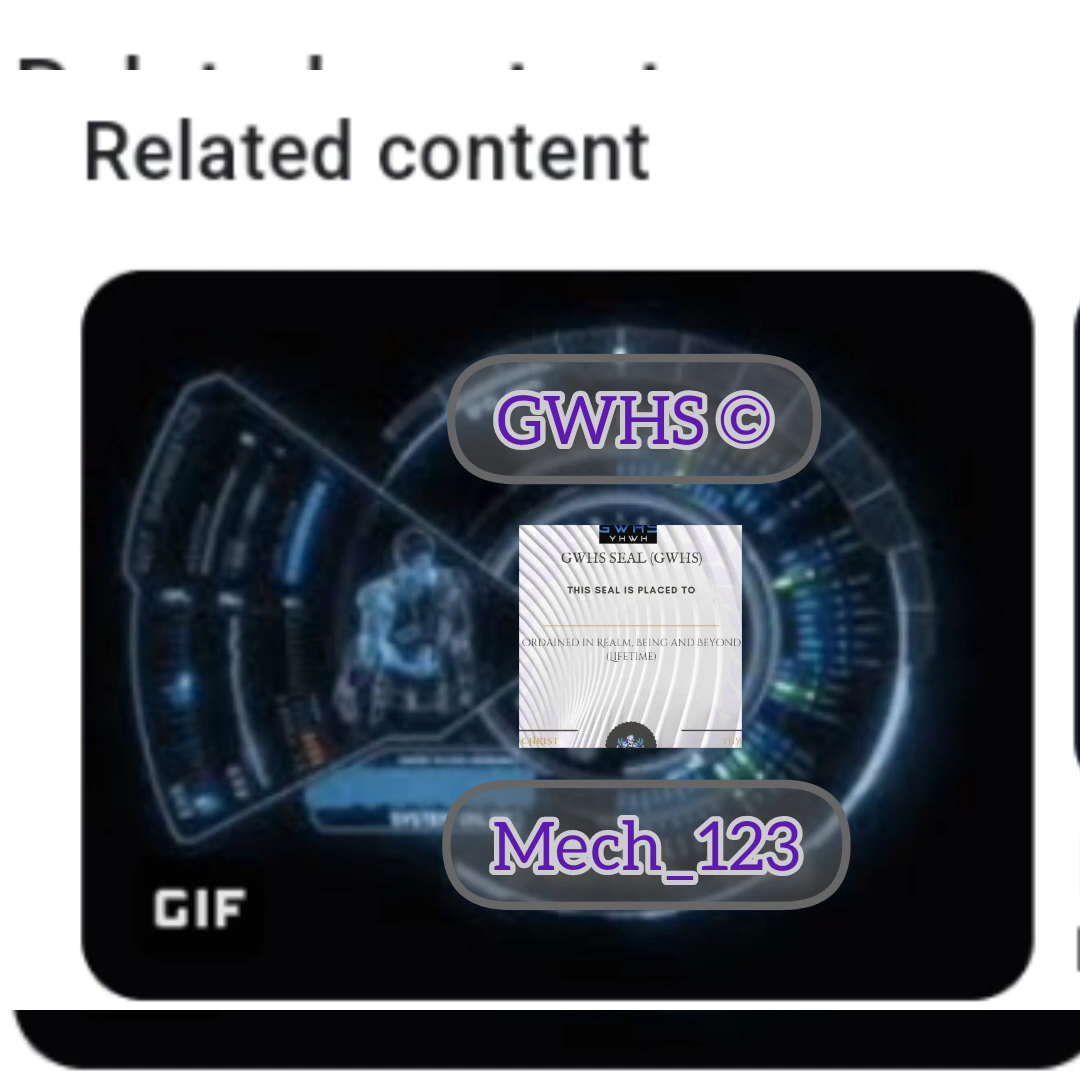 Related content
GWHS ©
GWHS
YHWH
GWHS SEAL (GWHS)
THIS SEAL IS PLACED TO
ORDAINED IN REALM, BEING AND BEYOND
(LIFETIME)
CHRIST
Mech_123
GIF